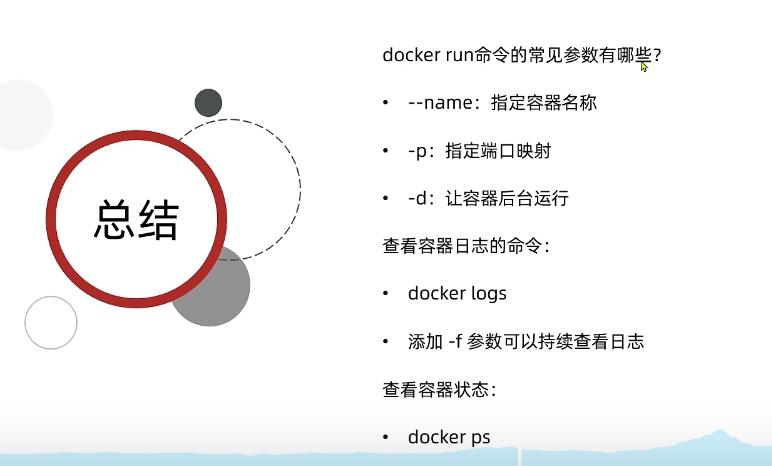 总结
docker run命令的常见参数有哪些?
• --name：指定容器名称
• -p：指定端口映射
• -d：让容器后台运行
查看容器日志的命令：
• docker logs
• 添加 -f 参数可以持续查看日志
查看容器状态：
• docker ps